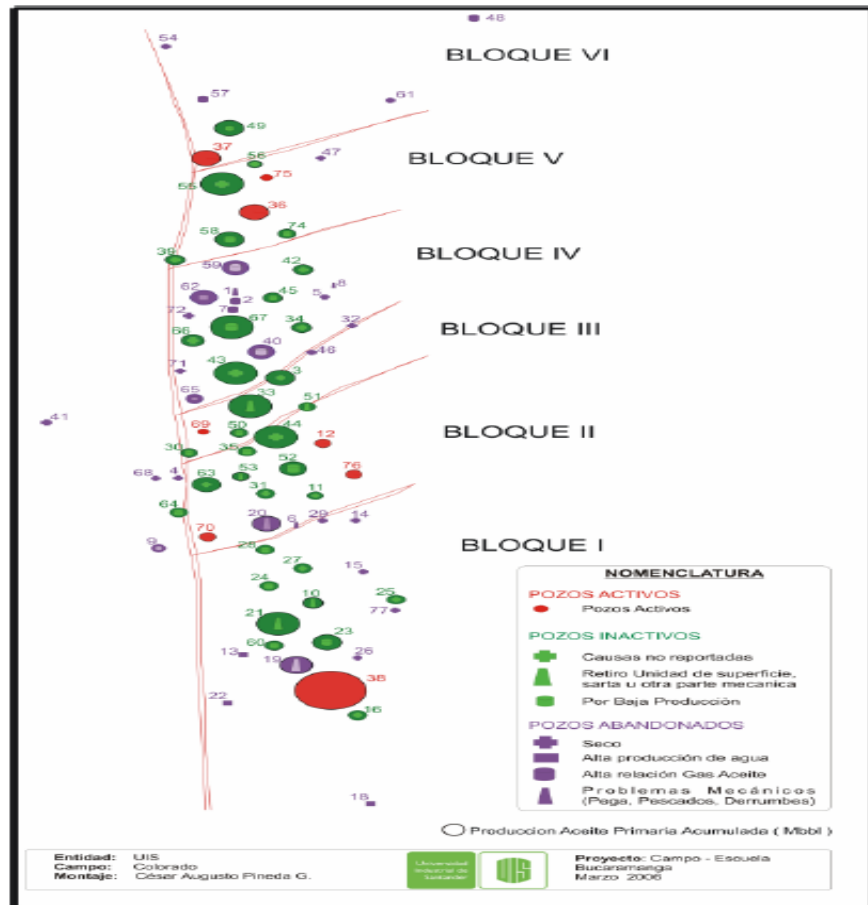 48
54
BLOQUE VI
57
61
49
37
56
47
BLOQUE V
75
55
36
58
74
39
BLOQUE IV
59
42
62
1
8
45
5
2
72
7
67
34
32
66
BLOQUE III
40
46
71
43
3
65
33
51
41
69
50
44
12
BLOQUE II
30
35
52
76
68
4
63
53
31
11
64
20
6
29
14
70
9
28
BLOQUE I
27
15
24
10
25
77
21
23
60
13
19
26
38
22
16
18
NOMENCLATURA
POZOS ACTIVOS
Pozos Activos
POZOS INACTIVOS
Causas no reportadas
Retiro Unidad de superficie,
sarta u otra parte mecanica
Por Baja Producción
POZOS ABANDONADOS
Seco
Alta producción de agua
Alta relación Gas Aceite
Problemas Mecánicos
(Pega, Pescados, Derrumbes)
Produccion Aceite Primaria Acumulada ( Mbbl )
Entidad: UIS
Campo: Colorado
Montaje: César Augusto Pineda G.
Universidad
Industrial de
Santander
UIS
Proyecto: Campo - Escuela
Bucaramanga
Marzo 2006